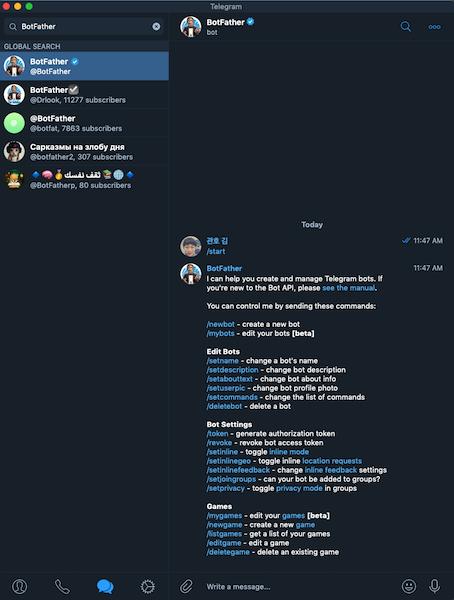 Telegram
BotFather
GLOBAL SEARCH
BotFather
@BotFather
BotFather
@Drlook, 11277 subscribers
@BotFather
@botfat, 7863 subscribers
Сарказмы на злобу дня
@botfather2, 307 subscribers
ثقف نفسك
@BotFatherp, 80 subscribers
BotFather
bot
Today
관호 김
11:47 AM
/start
BotFather
11:47 AM
I can help you create and manage Telegram bots. If
you're new to the Bot API, please see the manual.
You can control me by sending these commands:
/newbot - create a new bot
/mybots - edit your bots [beta]
Edit Bots
/setname - change a bot's name
/setdescription - change bot description
/setabouttext - change bot about info
/setuserpic - change bot profile photo
/setcommands - change the list of commands
/deletebot - delete a bot
Bot Settings
/token - generate authorization token
/revoke - revoke bot access token
/setinline - toggle inline mode
/setinlinegeo - toggle inline location requests
/setinlinefeedback - change inline feedback settings
/setjoingroups - can your bot be added to groups?
/setprivacy - toggle privacy mode in groups
Games
/mygames - edit your games [beta]
/newgame - create a new game
/listgames - get a list of your games
/editgame - edit a game
/deletegame - delete an existing game
Write a message...